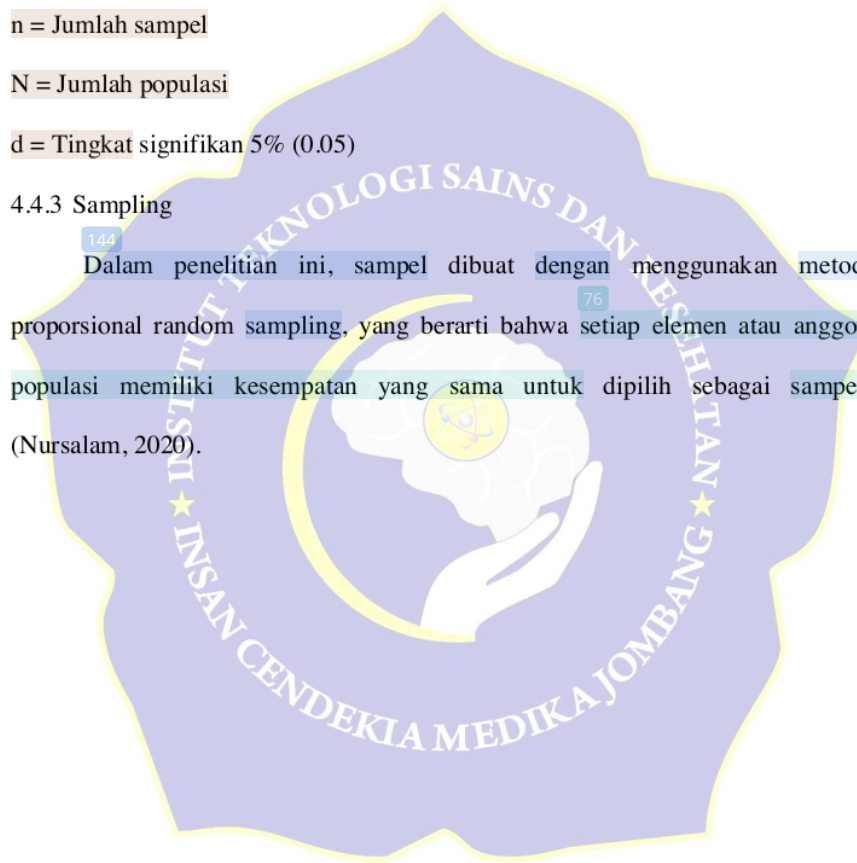 n = Jumlah sampel
N = Jumlah populasi
d = Tingkat signifikan 5% (0.05)
4.4.3 Sampling
144
Dalam penelitian ini, sampel dibuat dengan menggunakan metod
76
proporsional random sampling, yang berarti bahwa setiap elemen atau anggo
populasi memiliki kesempatan yang sama untuk dipilih sebagai sampe
(Nursalam, 2020).
INSTITUT TEKNOLOGI SAINS DAN KESEHATAN
INSAN CENDEKIA MEDIKA JOMBANG